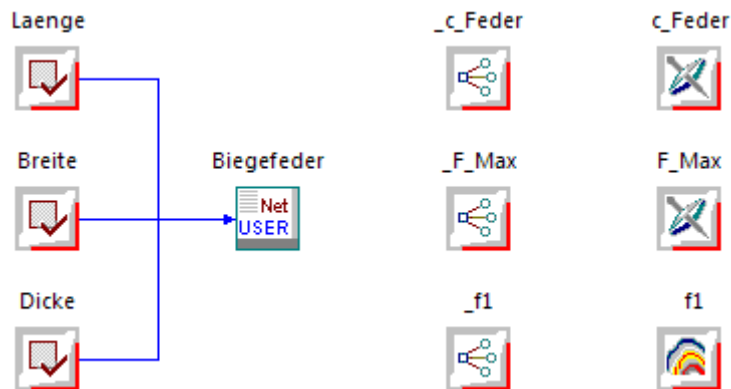 Laenge _c_Feder c_Feder
Breite Biegefeder _F_Max F_Max
Net
USER
Dicke _f1 f1